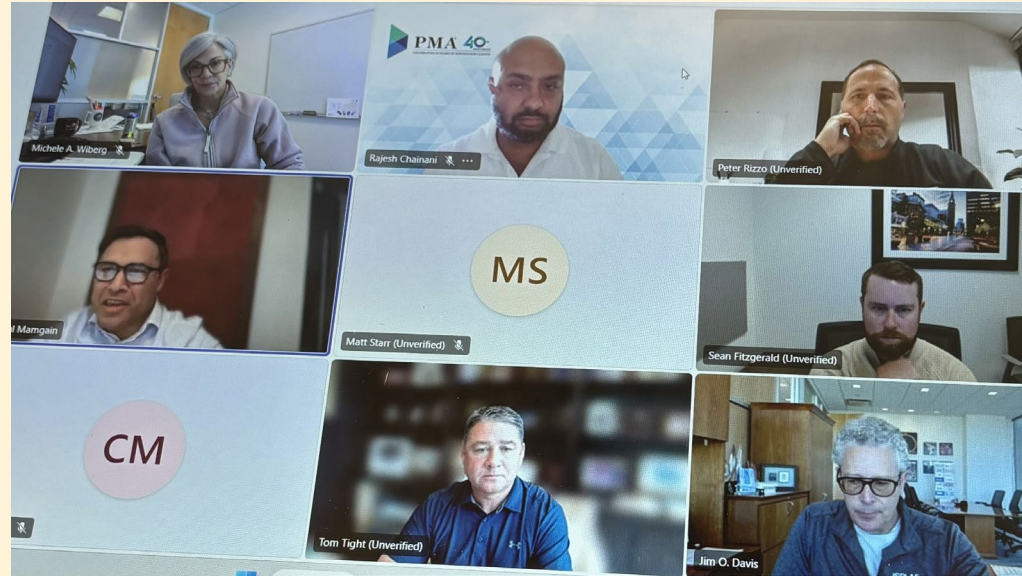 PMA 40
Michele A. Wiberg
Rajesh Chainani
Peter Rizzo (Unverified)
l Mamgain
MS
Matt Starr (Unverified)
Sean Fitzgerald (Unverified)
CM
Tom Tight (Unverified)
Jim O. Davis